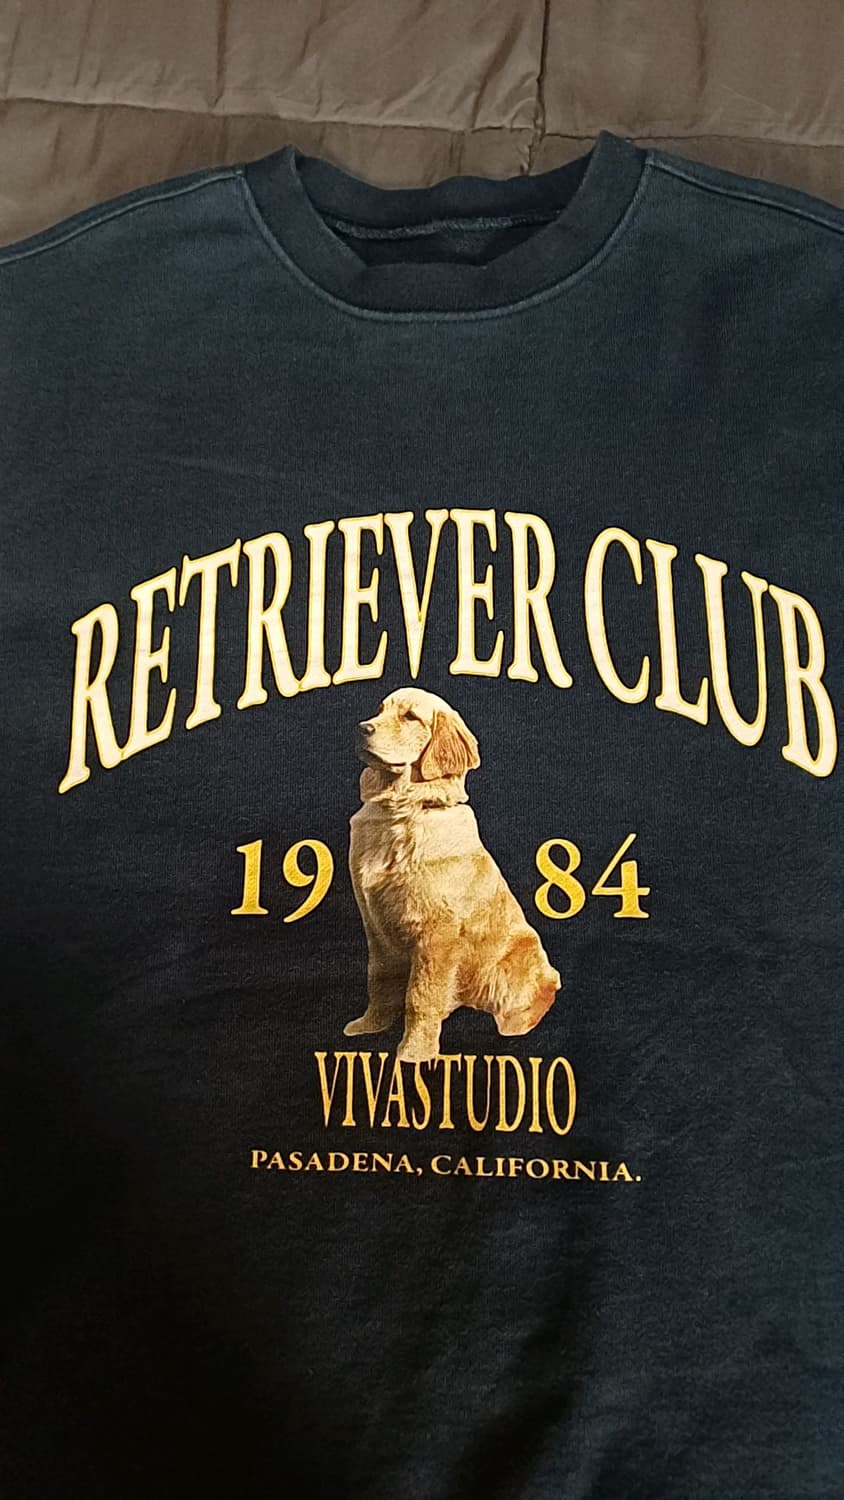 RETRIEVER CLUB
19 84
VIVASTUDIO
PASADENA, CALIFORNIA.